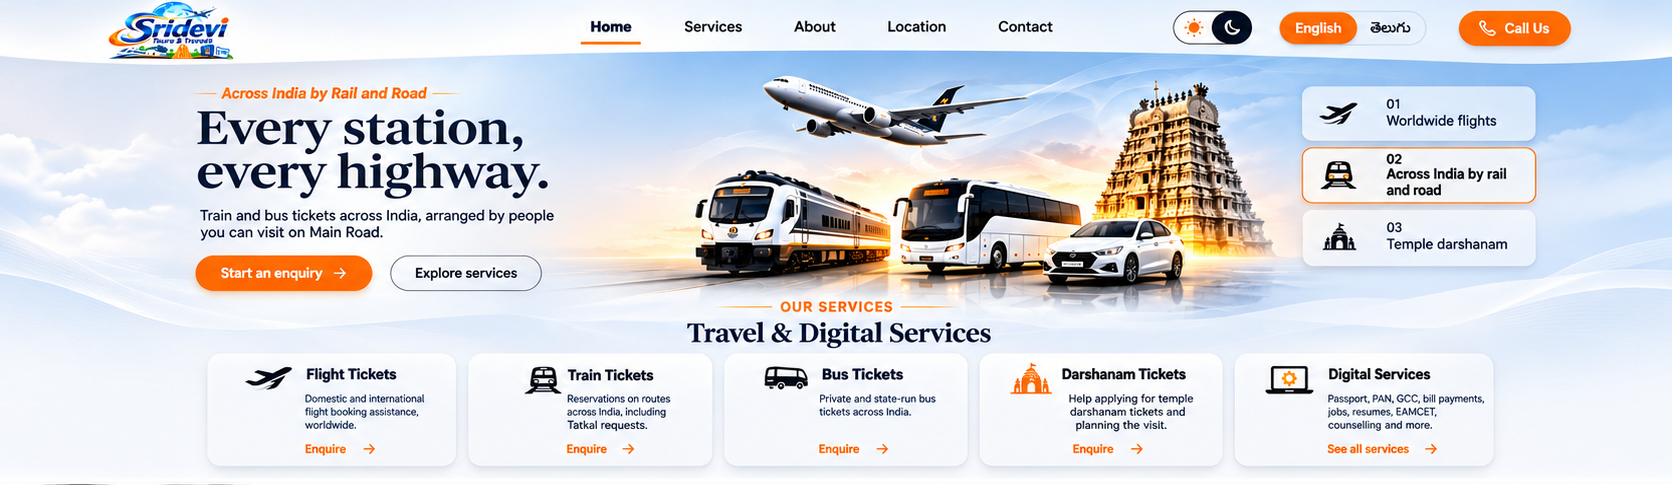 Sridevi
Tours & Travels
Home
Services
About
Location
Contact
English
తెలుగు
Call Us
Across India by Rail and Road
Every station,
every highway.
Train and bus tickets across India, arranged by people
you can visit on Main Road.
Start an enquiry
Explore services
01
Worldwide flights
02
Across India by rail
and road
03
Temple darshanam
OUR SERVICES
Travel & Digital Services
Flight Tickets
Domestic and international
flight booking assistance,
worldwide.
Enquire
Train Tickets
Reservations on routes
across India, including
Tatkal requests.
Enquire
Bus Tickets
Private and state-run bus
tickets across India.
Enquire
Darshanam Tickets
Help applying for temple
darshanam tickets and
planning the visit.
Enquire
Digital Services
Passport, PAN, GCC, bill payments,
jobs, resumes, EAMCET,
counselling and more.
See all services